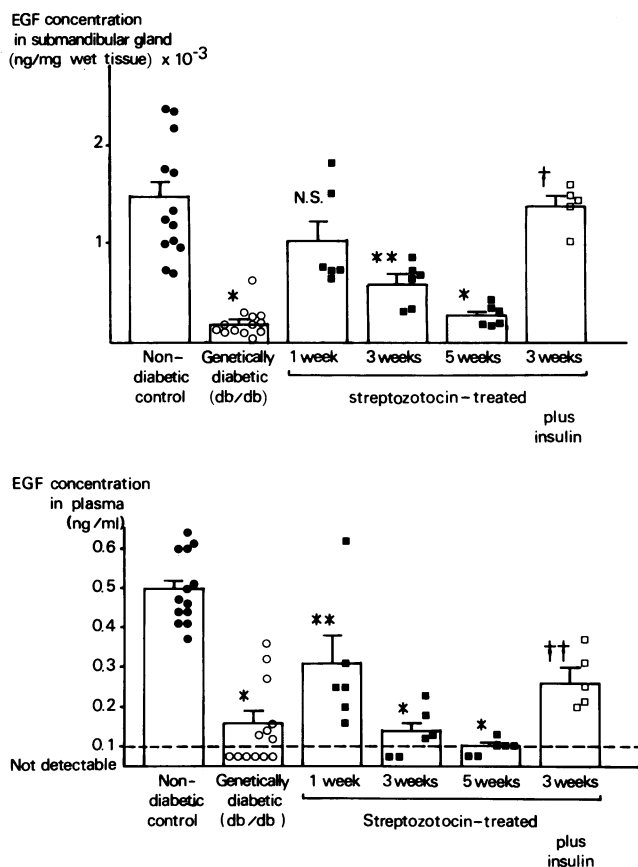 EGF concentration
in submandibular gland
(ng/mg wet tissue) x 10⁻³
2
1
*
N.S.
**
*
†
Non-
diabetic
control
Genetically
diabetic
(db/db)
1 week
3 weeks
5 weeks
3 weeks
streptozotocin-treated
plus
insulin
EGF concentration
in plasma
(ng/ml)
0.6
0.5
0.4
0.3
0.2
0.1
Not detectable
*
**
*
*
††
Non-
diabetic
control
Genetically
diabetic
(db/db)
1 week
3 weeks
5 weeks
3 weeks
Streptozotocin-treated
plus
insulin